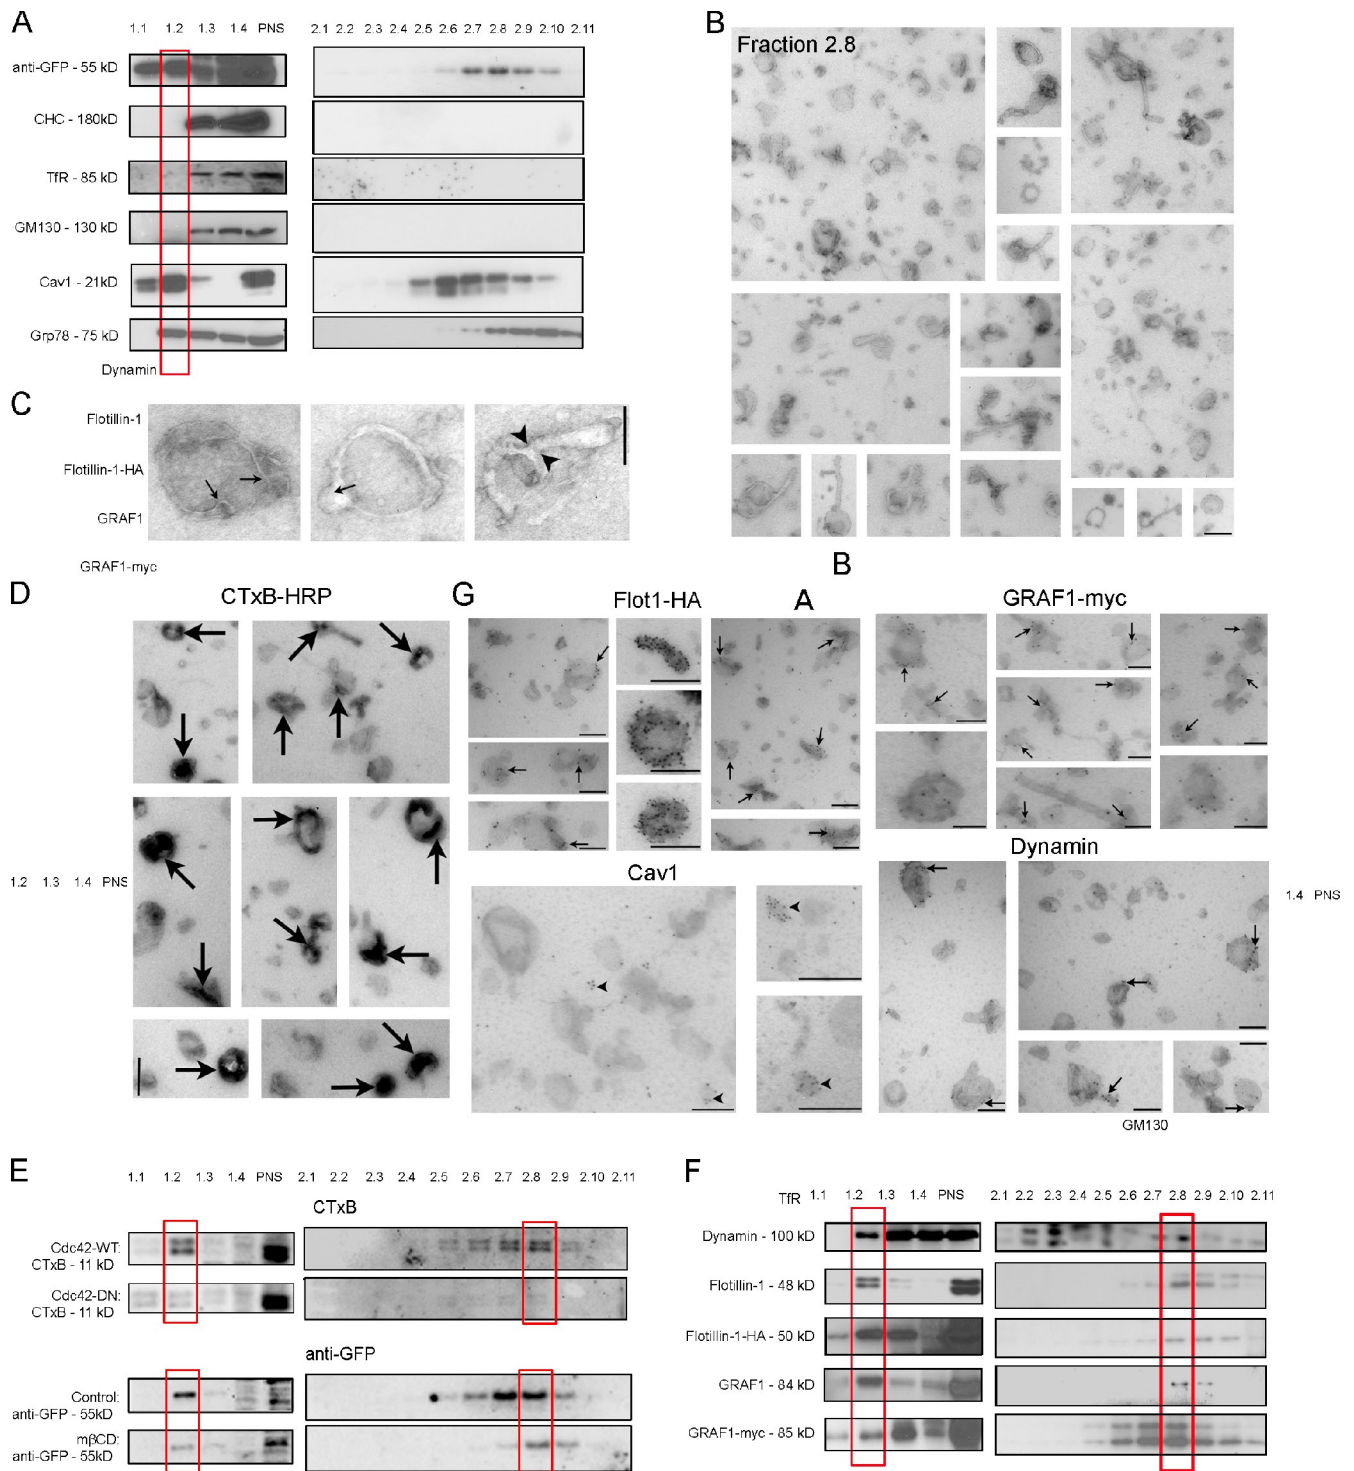 A
1.1 1.2 1.3 1.4 PNS 2.1 2.2 2.3 2.4 2.5 2.6 2.7 2.8 2.9 2.10 2.11
anti-GFP - 55 kD
CHC - 180kD
TfR - 85 kD
GM130 - 130 kD
Cav1 - 21kD
Grp78 - 75 kD
Dynamin
B
Fraction 2.8
C
Flotillin-1
Flotillin-1-HA
GRAF1
GRAF1-myc
D
CTxB-HRP
1.2 1.3 1.4 PNS
G
Flot1-HA
A
B
GRAF1-myc
Cav1
Dynamin
1.4 PNS
GM130
E
1.1 1.2 1.3 1.4 PNS 2.1 2.2 2.3 2.4 2.5 2.6 2.7 2.8 2.9 2.10 2.11
CTxB
Cdc42-WT:
CTxB - 11 kD
Cdc42-DN:
CTxB - 11 kD
anti-GFP
Control:
anti-GFP - 55kD
mβCD:
anti-GFP - 55kD
F
TfR 1.1 1.2 1.3 1.4 PNS 2.1 2.2 2.3 2.4 2.5 2.6 2.7 2.8 2.9 2.10 2.11
Dynamin - 100 kD
Flotillin-1 - 48 kD
Flotillin-1-HA - 50 kD
GRAF1 - 84 kD
GRAF1-myc - 85 kD